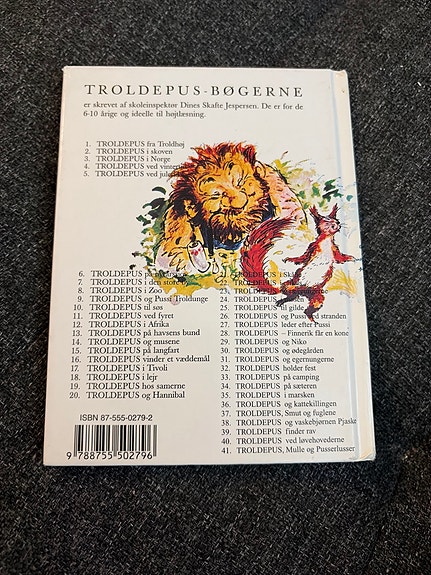 TROLDEPUS-BØGERNE
er skrevet af skoleinspektør Dines Skafte Jespersen. De er for de
6-10 årige og ideelle til højtlæsning.
1. TROLDEPUS fra Troldhøj
2. TROLDEPUS i skoven
3. TROLDEPUS i Norge
4. TROLDEPUS ved
5. TROLDEPUS ved
6. TROLDEPUS på
7. TROLDEPUS i den store
8. TROLDEPUS i Zoo
9. TROLDEPUS og Pussi Troldunge
10. TROLDEPUS til søs
11. TROLDEPUS ved fyret
12. TROLDEPUS i Afrika
13. TROLDEPUS på havsens bund
14. TROLDEPUS og musene
15. TROLDEPUS på langfart
16. TROLDEPUS vinder et væddemål
17. TROLDEPUS i Tivoli
18. TROLDEPUS i lejr
19. TROLDEPUS hos samerne
20. TROLDEPUS og Hannibal
21. TROLDEPUS
22. TROLDEPUS
23. TROLDEPUS
24. TROLDEPUS
25. TROLDEPUS til gilde
26. TROLDEPUS og Pussi ved stranden
27. TROLDEPUS leder efter Pussi
28. TROLDEPUS – Finnerik får en kone
29. TROLDEPUS og Niko
30. TROLDEPUS og ødegården
31. TROLDEPUS og egernungerne
32. TROLDEPUS holder fest
33. TROLDEPUS på camping
34. TROLDEPUS på sæteren
35. TROLDEPUS i marsken
36. TROLDEPUS og kattekillingen
37. TROLDEPUS, Smut og fuglene
38. TROLDEPUS og vaskebjørnen Pjaske
39. TROLDEPUS finder rav
40. TROLDEPUS ved løvehovederne
41. TROLDEPUS, Mulle og Pusserlusser
ISBN 87-555-0279-2
9 788755 502796